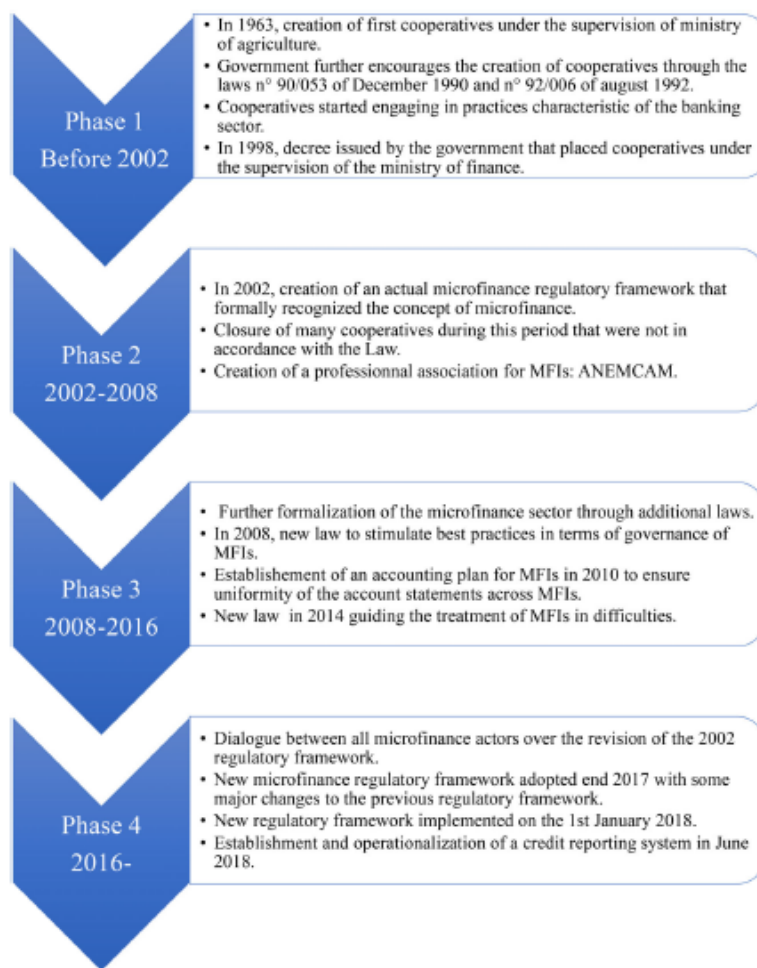 Phase 1
Before 2002
• In 1963, creation of first cooperatives under the supervision of ministry
of agriculture.
• Government further encourages the creation of cooperatives through the
laws n° 90/053 of December 1990 and n° 92/006 of august 1992.
• Cooperatives started engaging in practices characteristic of the banking
sector.
• In 1998, decree issued by the government that placed cooperatives under
the supervision of the ministry of finance.
Phase 2
2002-2008
• In 2002, creation of an actual microfinance regulatory framework that
formally recognized the concept of microfinance.
• Closure of many cooperatives during this period that were not in
accordance with the Law.
• Creation of a professionnal association for MFIs: ANEMCAM.
Phase 3
2008-2016
• Further formalization of the microfinance sector through additional laws.
• In 2008, new law to stimulate best practices in terms of governance of
MFIs.
• Establishement of an accounting plan for MFIs in 2010 to ensure
uniformity of the account statements across MFIs.
• New law in 2014 guiding the treatment of MFIs in difficulties.
Phase 4
2016-
• Dialogue between all microfinance actors over the revision of the 2002
regulatory framework.
• New microfinance regulatory framework adopted end 2017 with some
major changes to the previous regulatory framework.
• New regulatory framework implemented on the 1st January 2018.
• Establishment and operationalization of a credit reporting system in June
2018.